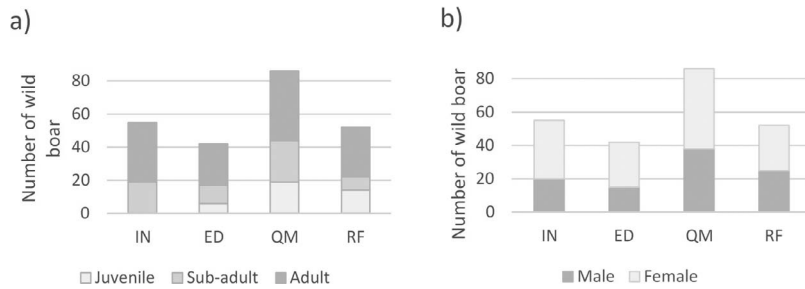 a)
Number of wild
boar
80
60
40
20
0
IN ED QM RF
Juvenile Sub-adult Adult
b)
Number of wild boar
80
60
40
20
0
IN ED QM RF
Male Female